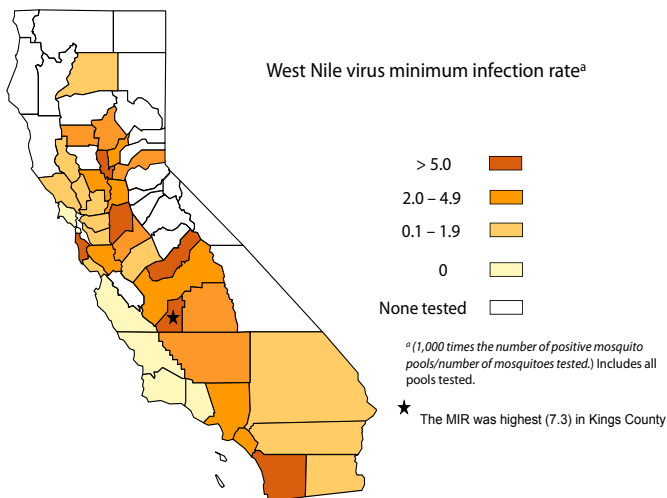 West Nile virus minimum infection rateᵃ
> 5.0
2.0 – 4.9
0.1 – 1.9
0
None tested
ᵃ (1,000 times the number of positive mosquito
pools/number of mosquitoes tested.) Includes all
pools tested.
★ The MIR was highest (7.3) in Kings County